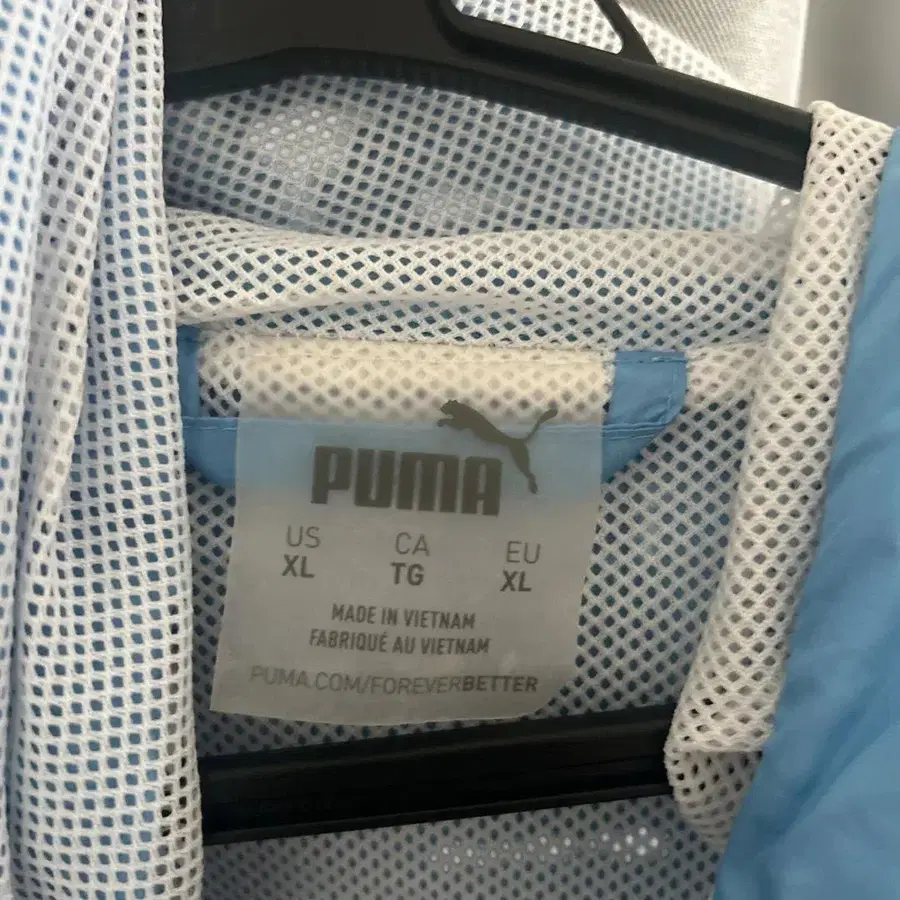 PUMA
US CA EU
XL TG XL
MADE IN VIETNAM
FABRIQUÉ AU VIETNAM
PUMA.COM/FOREVERBETTER